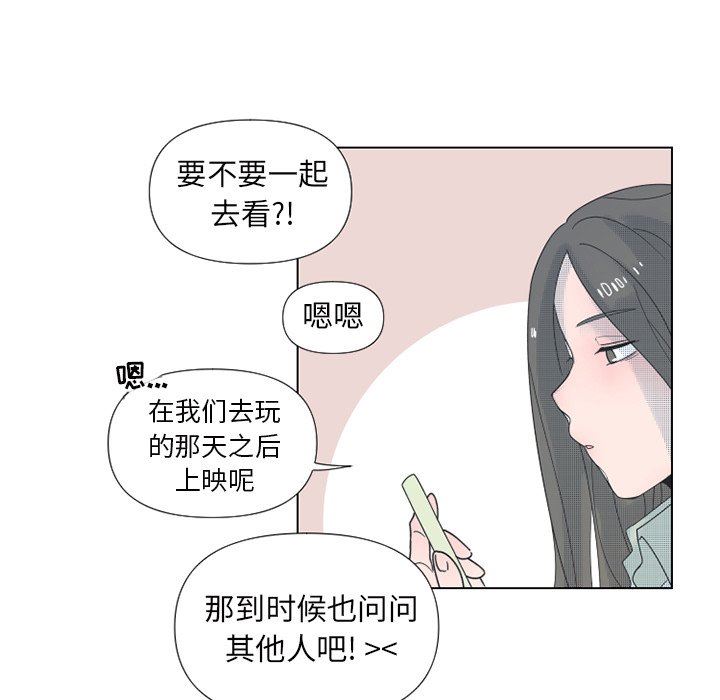 要不要一起
去看?!
嗯嗯
嗯...
在我们去玩
的那天之后
上映呢
那到时候也问问
其他人吧! ><